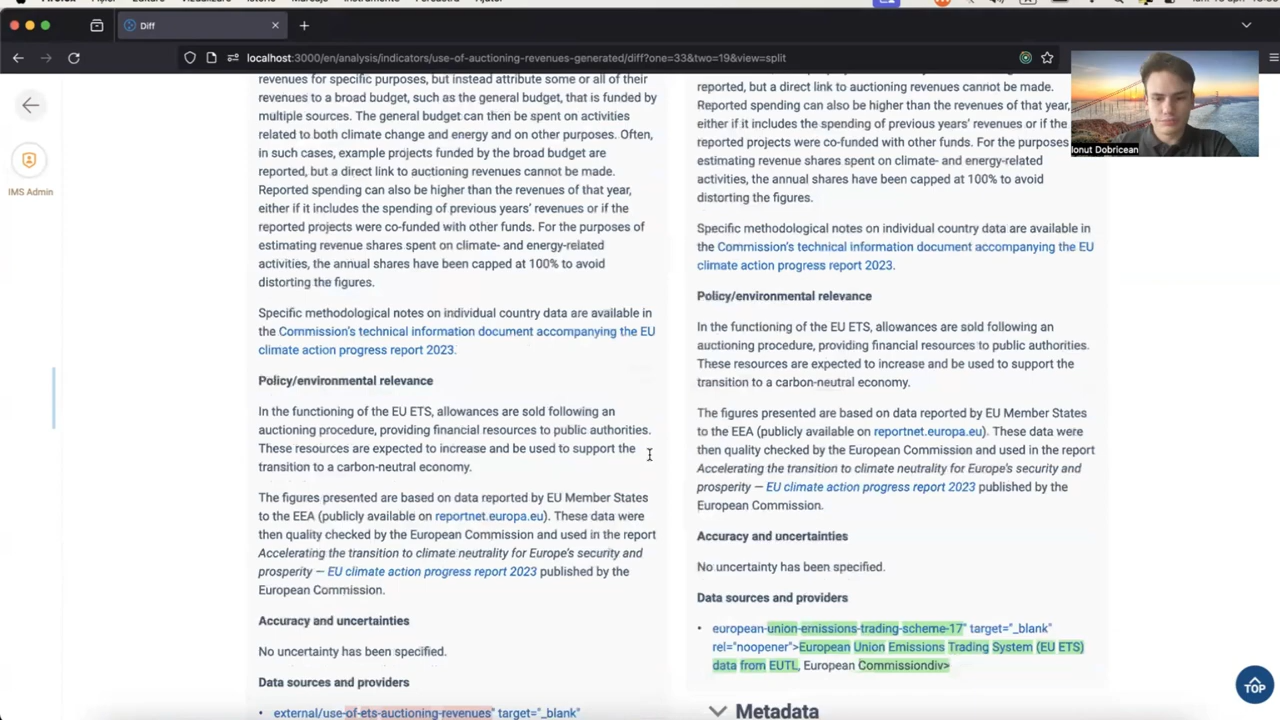 Diff
localhost:3000/en/analysis/indicators/use-of-auctioning-revenues-generated/diff?one=33&two=19&view=split
Ionut Dobricean
IMS Admin
revenues for specific purposes, but instead attribute some or all of their
revenues to a broad budget, such as the general budget, that is funded by
multiple sources. The general budget can then be spent on activities
related to both climate change and energy and on other purposes. Often,
in such cases, example projects funded by the broad budget are
reported, but a direct link to auctioning revenues cannot be made.
Reported spending can also be higher than the revenues of that year,
either if it includes the spending of previous years' revenues or if the
reported projects were co-funded with other funds. For the purposes of
estimating revenue shares spent on climate- and energy-related
activities, the annual shares have been capped at 100% to avoid
distorting the figures.
Specific methodological notes on individual country data are available in
the Commission's technical information document accompanying the EU
climate action progress report 2023.
Policy/environmental relevance
In the functioning of the EU ETS, allowances are sold following an
auctioning procedure, providing financial resources to public authorities.
These resources are expected to increase and be used to support the
transition to a carbon-neutral economy.
The figures presented are based on data reported by EU Member States
to the EEA (publicly available on reportnet.europa.eu). These data were
then quality checked by the European Commission and used in the report
Accelerating the transition to climate neutrality for Europe's security and
prosperity — EU climate action progress report 2023 published by the
European Commission.
Accuracy and uncertainties
No uncertainty has been specified.
Data sources and providers
• external/use-of-ets-auctioning-revenues" target="_blank"
reported, but a direct link to auctioning revenues cannot be made.
Reported spending can also be higher than the revenues of that year,
either if it includes the spending of previous years' revenues or if the
reported projects were co-funded with other funds. For the purposes
estimating revenue shares spent on climate- and energy-related
activities, the annual shares have been capped at 100% to avoid
distorting the figures.
Specific methodological notes on individual country data are available in
the Commission's technical information document accompanying the EU
climate action progress report 2023.
Policy/environmental relevance
In the functioning of the EU ETS, allowances are sold following an
auctioning procedure, providing financial resources to public authorities.
These resources are expected to increase and be used to support the
transition to a carbon-neutral economy.
The figures presented are based on data reported by EU Member States
to the EEA (publicly available on reportnet.europa.eu). These data were
then quality checked by the European Commission and used in the report
Accelerating the transition to climate neutrality for Europe's security and
prosperity — EU climate action progress report 2023 published by the
European Commission.
Accuracy and uncertainties
No uncertainty has been specified.
Data sources and providers
• european-union-emissions-trading-scheme-17" target="_blank"
rel="noopener">European Union Emissions Trading System (EU ETS)
data from EUTL, European Commissiondiv>
Metadata
TOP